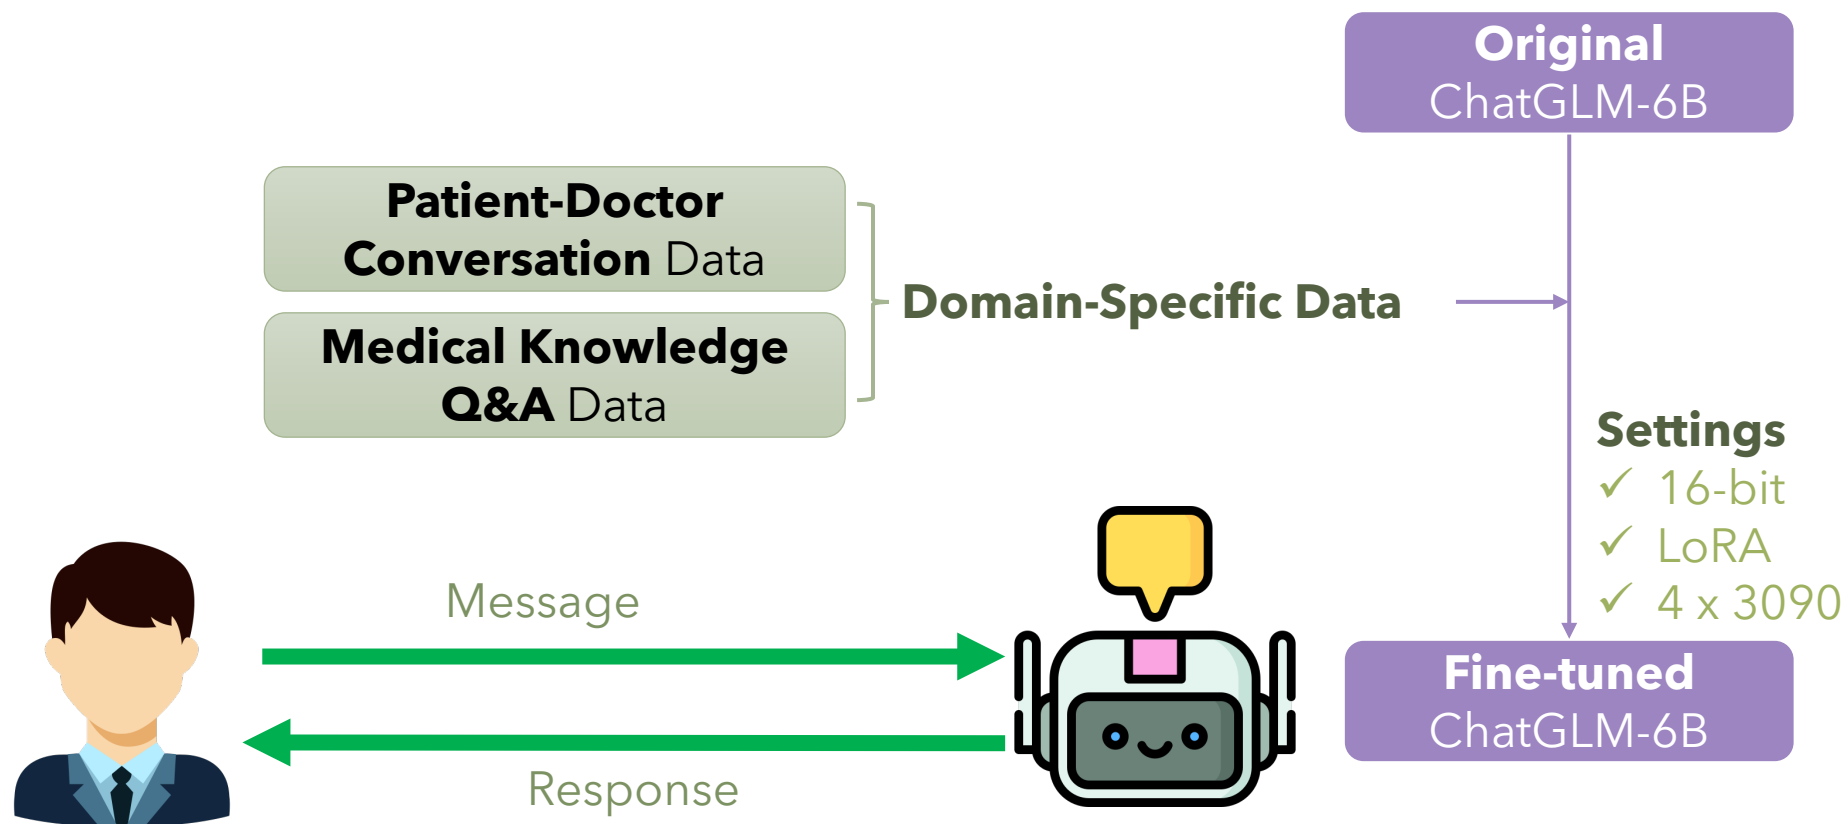 Original
ChatGLM-6B
Patient-Doctor
Conversation Data
Medical Knowledge
Q&A Data
Domain-Specific Data
Settings
✓ 16-bit
✓ LoRA
✓ 4 x 3090
Message
Response
Fine-tuned
ChatGLM-6B